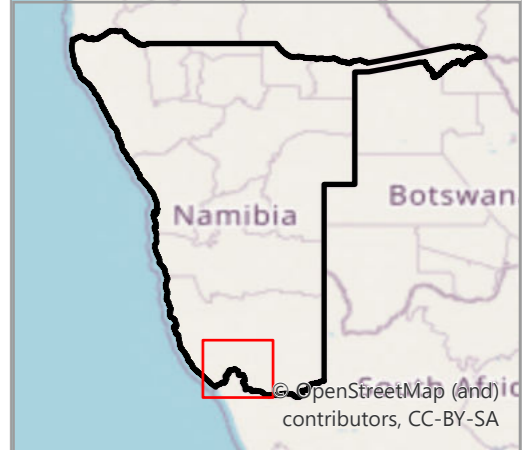 Namibia
Botswan
South Afric
© OpenStreetMap (and)
contributors, CC-BY-SA